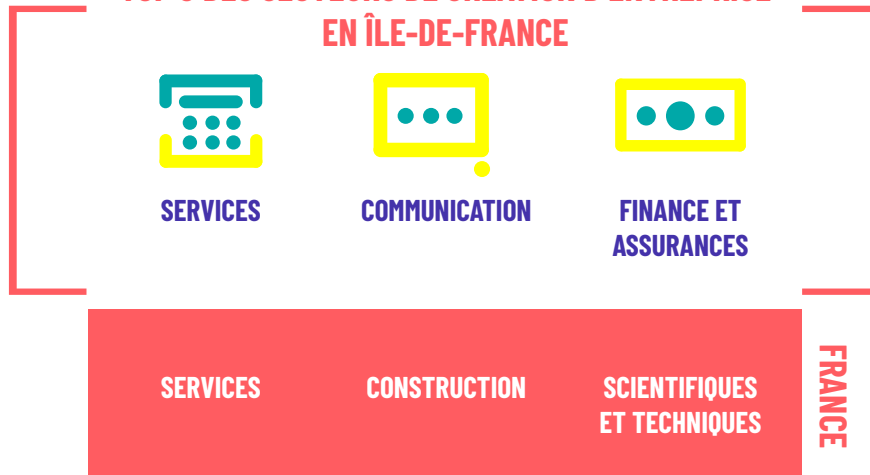 EN ÎLE-DE-FRANCE
SERVICES
COMMUNICATION
FINANCE ET
ASSURANCES
SERVICES
CONSTRUCTION
SCIENTIFIQUES
ET TECHNIQUES
FRANCE